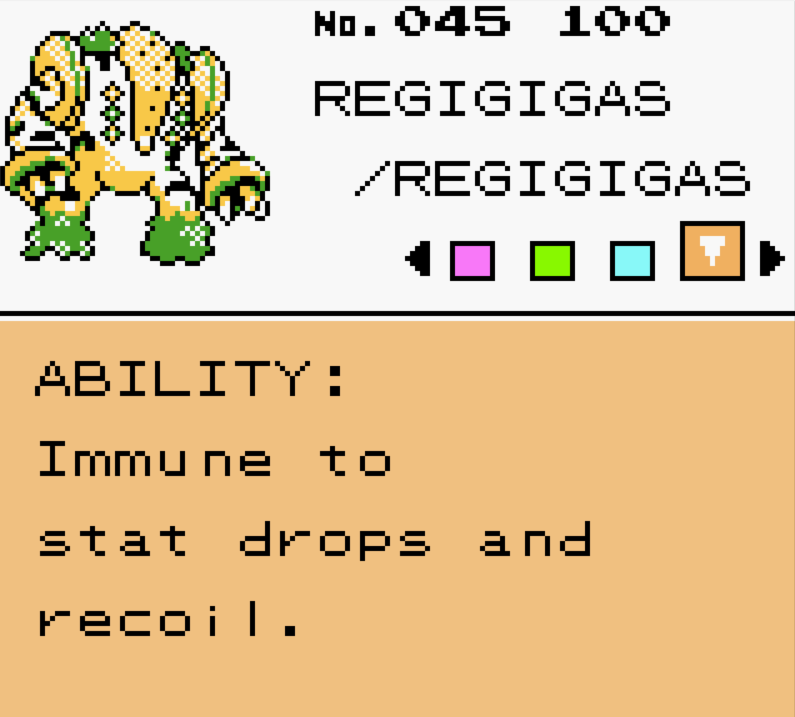 No. 045 100
REGIGIGAS
/REGIGIGAS
ABILITY:
Immune to
stat drops and
recoil.